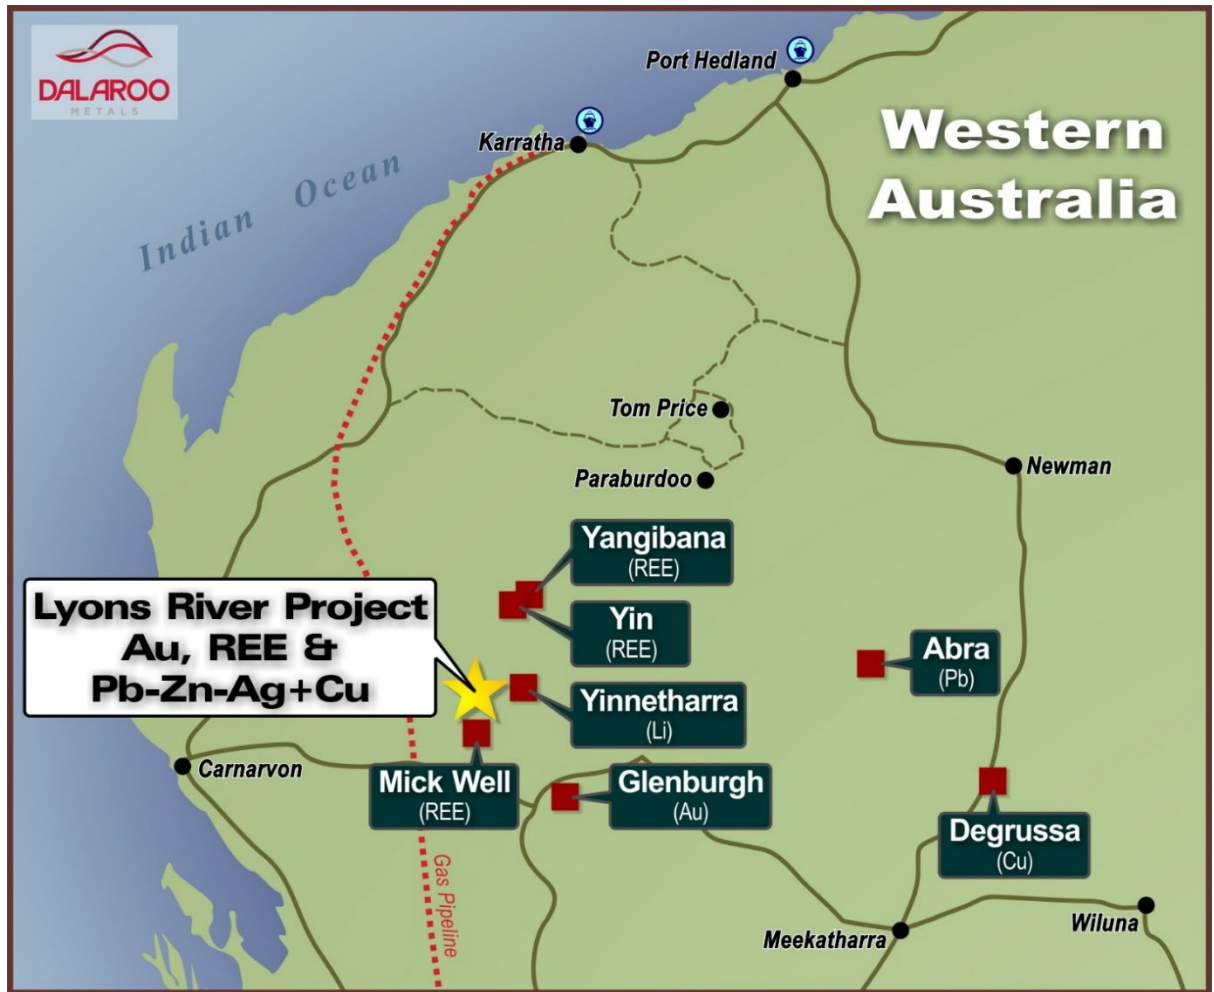 DALAROO
METALS
Port Hedland
Western
Australia
Karratha
Indian Ocean
Tom Price
Paraburdoo
Newman
Yangibana
(REE)
Lyons River Project
Au, REE &
Pb-Zn-Ag+Cu
Yin
(REE)
Abra
(Pb)
Yinnetharra
(Li)
Carnarvon
Mick Well
(REE)
Glenburgh
(Au)
Degrussa
(Cu)
Gas Pipeline
Meekatharra
Wiluna